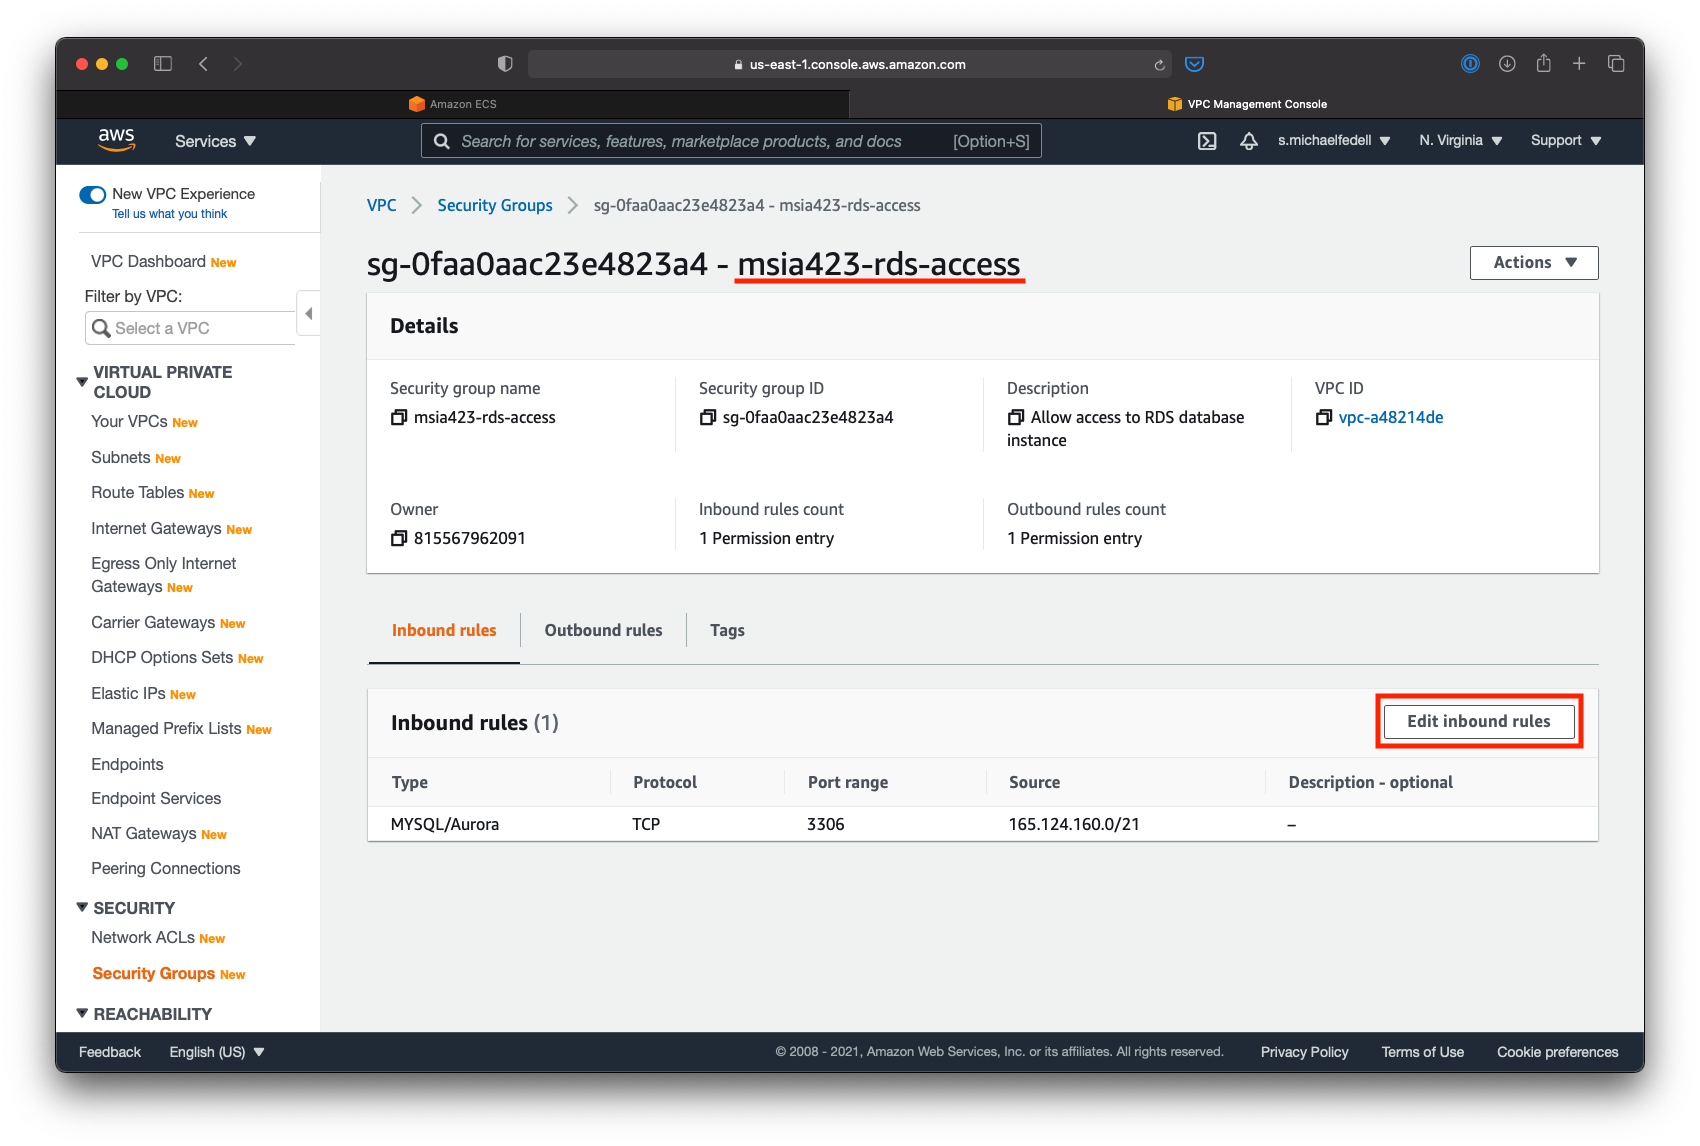 us-east-1.console.aws.amazon.com
Amazon ECS
VPC Management Console
aws
Services
Search for services, features, marketplace products, and docs [Option+S]
s.michaelfedell
N. Virginia
Support
New VPC Experience
Tell us what you think
VPC Dashboard New
Filter by VPC:
Select a VPC
VIRTUAL PRIVATE
CLOUD
Your VPCs New
Subnets New
Route Tables New
Internet Gateways New
Egress Only Internet
Gateways New
Carrier Gateways New
DHCP Options Sets New
Elastic IPs New
Managed Prefix Lists New
Endpoints
Endpoint Services
NAT Gateways New
Peering Connections
SECURITY
Network ACLs New
Security Groups New
REACHABILITY
VPC > Security Groups > sg-0faa0aac23e4823a4 - msia423-rds-access
sg-0faa0aac23e4823a4 - msia423-rds-access
Actions
Details
Security group name
msia423-rds-access
Security group ID
sg-0faa0aac23e4823a4
Description
Allow access to RDS database
instance
VPC ID
vpc-a48214de
Owner
815567962091
Inbound rules count
1 Permission entry
Outbound rules count
1 Permission entry
Inbound rules
Outbound rules
Tags
Inbound rules (1)
Edit inbound rules
Type Protocol Port range Source Description - optional
MYSQL/Aurora TCP 3306 165.124.160.0/21 –
Feedback
English (US)
© 2008 - 2021, Amazon Web Services, Inc. or its affiliates. All rights reserved.
Privacy Policy
Terms of Use
Cookie preferences